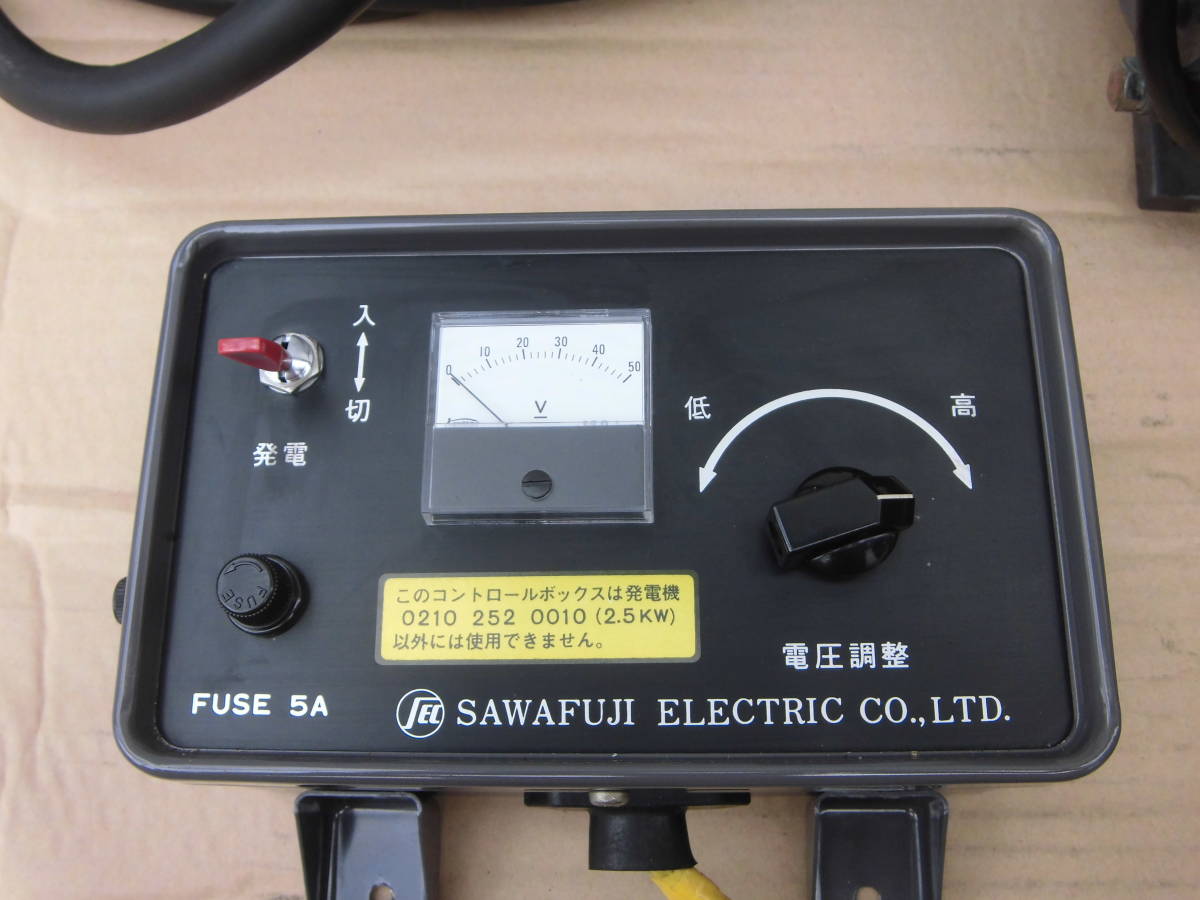 入
切
発電
0 10 20 30 40 50
V
低
高
このコントロールボックスは発電機
0210 252 0010 (2.5KW)
以外には使用できません。
FUSE
電圧調整
FUSE 5A
SEL SAWAFUJI ELECTRIC CO.,LTD.